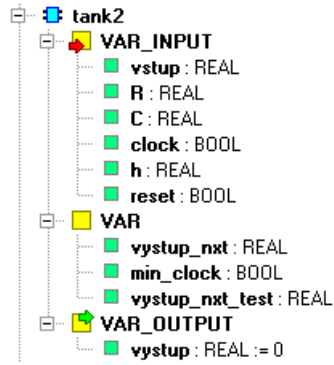 tank2
VAR_INPUT
vstup : REAL
R : REAL
C : REAL
clock : BOOL
h : REAL
reset : BOOL
VAR
vystup_nxt : REAL
min_clock : BOOL
vystup_nxt_test : REAL
VAR_OUTPUT
vystup : REAL := 0